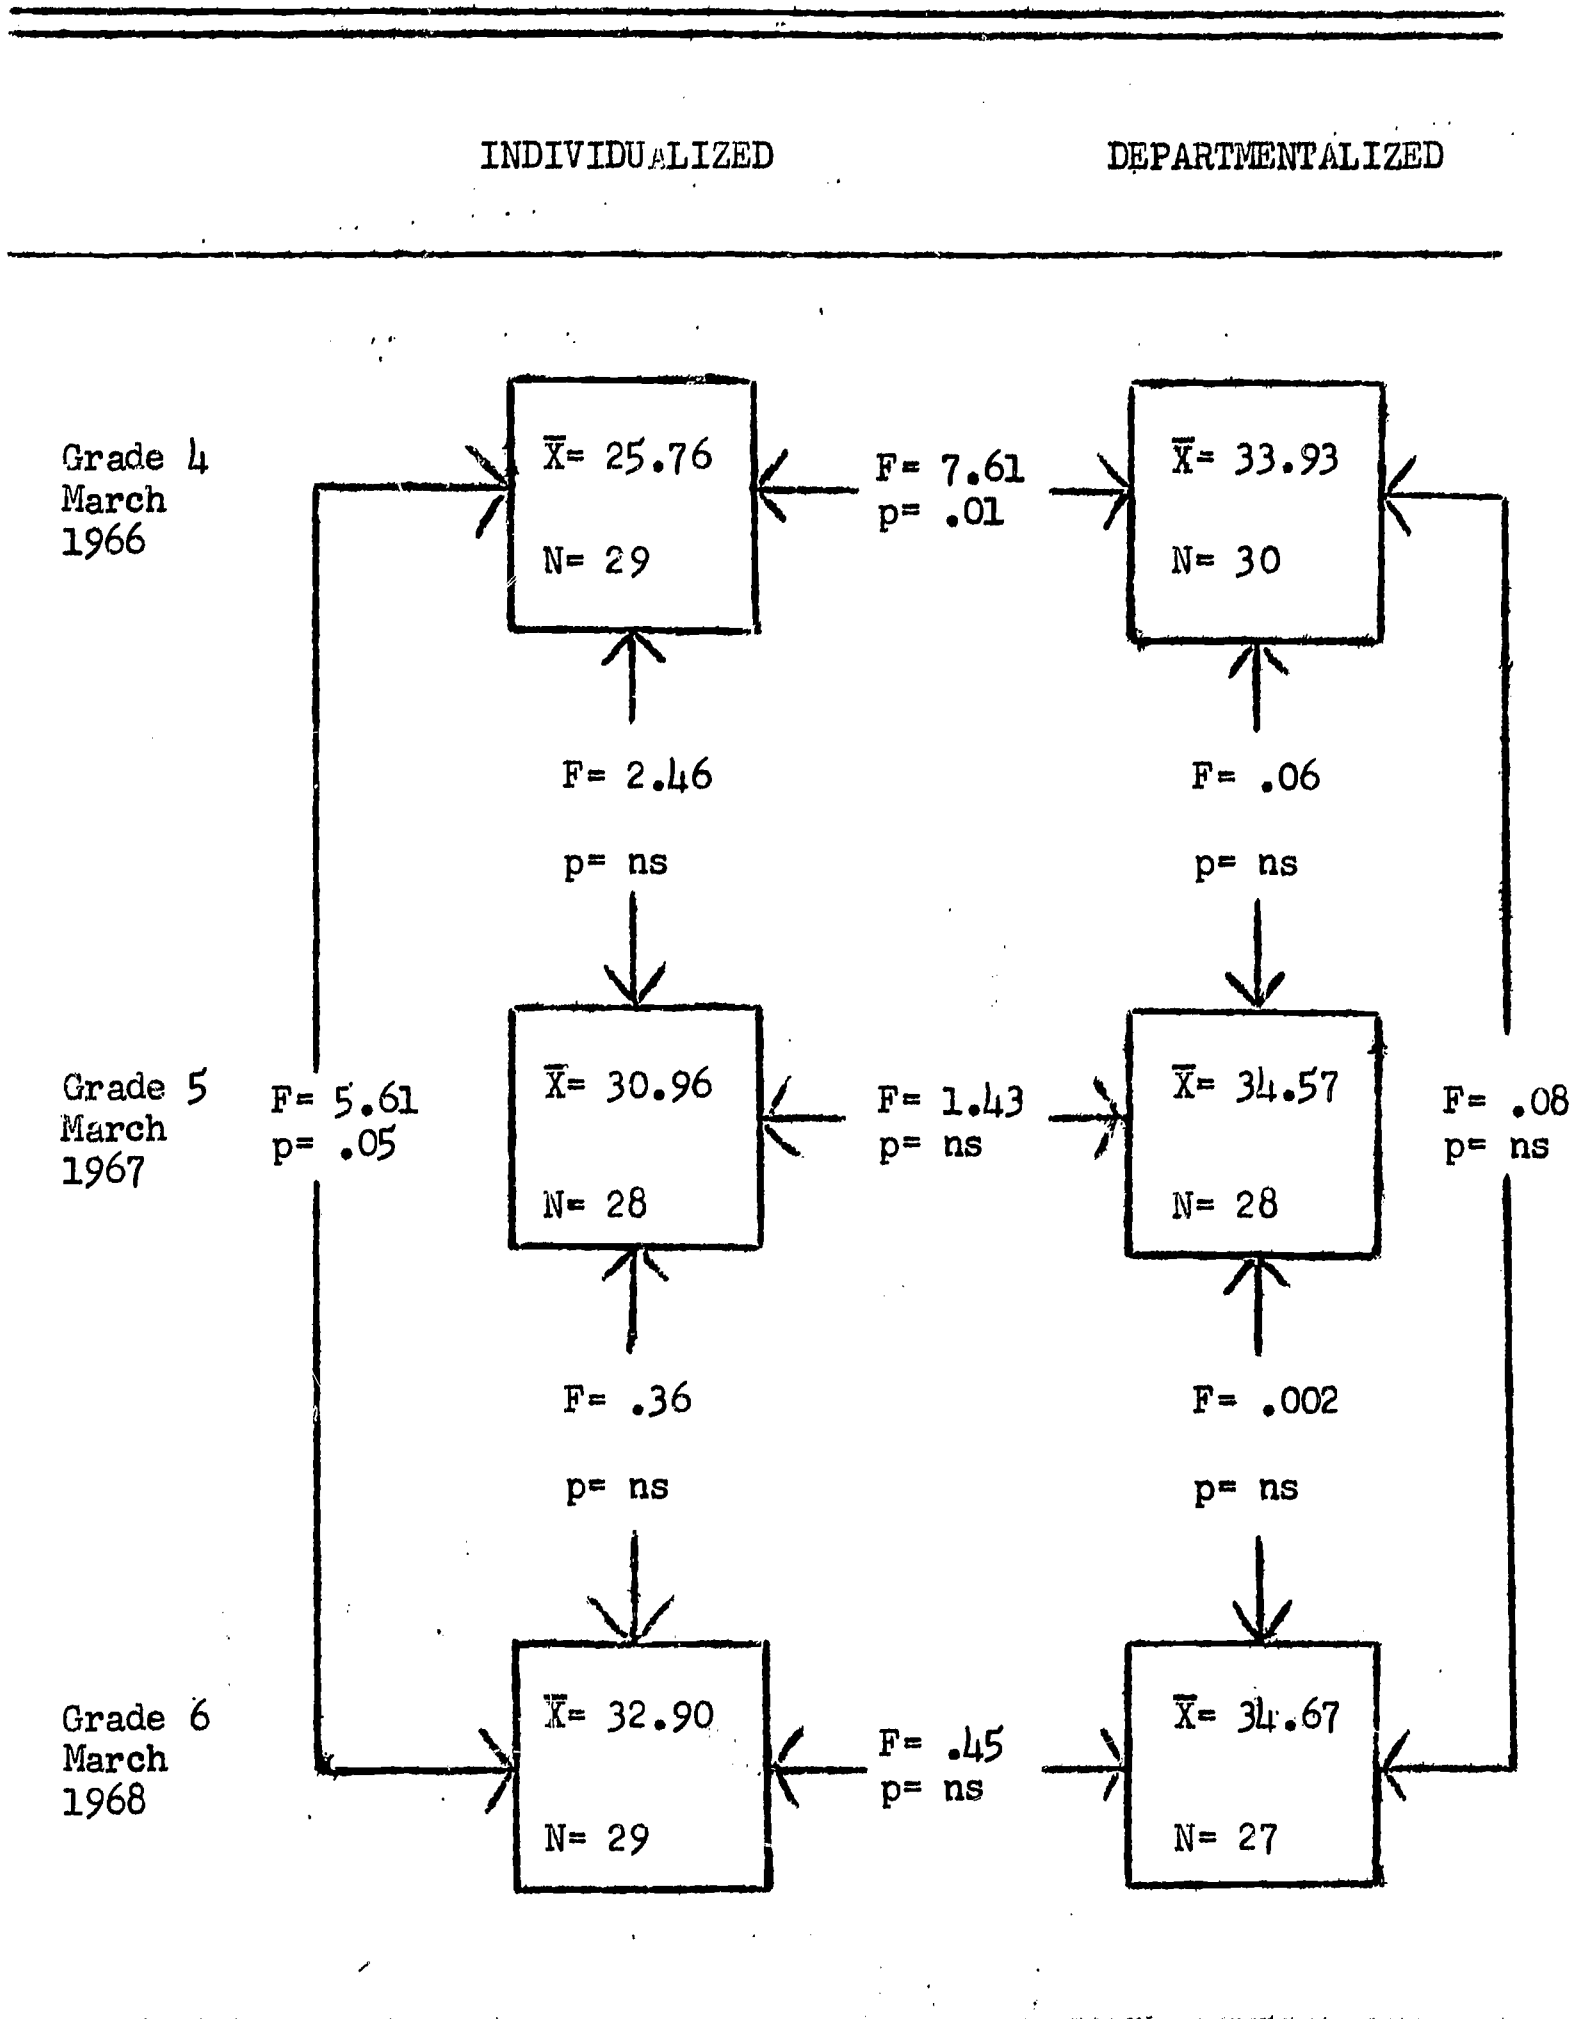 INDIVIDUALIZED DEPARTMENTALIZED
Grade 4
March
1966
X̄= 25.76
N= 29
F= 7.61
p= .01
X̄= 33.93
N= 30
F= 2.46
p= ns
F= .06
p= ns
Grade 5
March
1967
F= 5.61
p= .05
X̄= 30.96
N= 28
F= 1.43
p= ns
X̄= 34.57
N= 28
F= .08
p= ns
F= .36
p= ns
F= .002
p= ns
Grade 6
March
1968
X̄= 32.90
N= 29
F= .45
p= ns
X̄= 34.67
N= 27